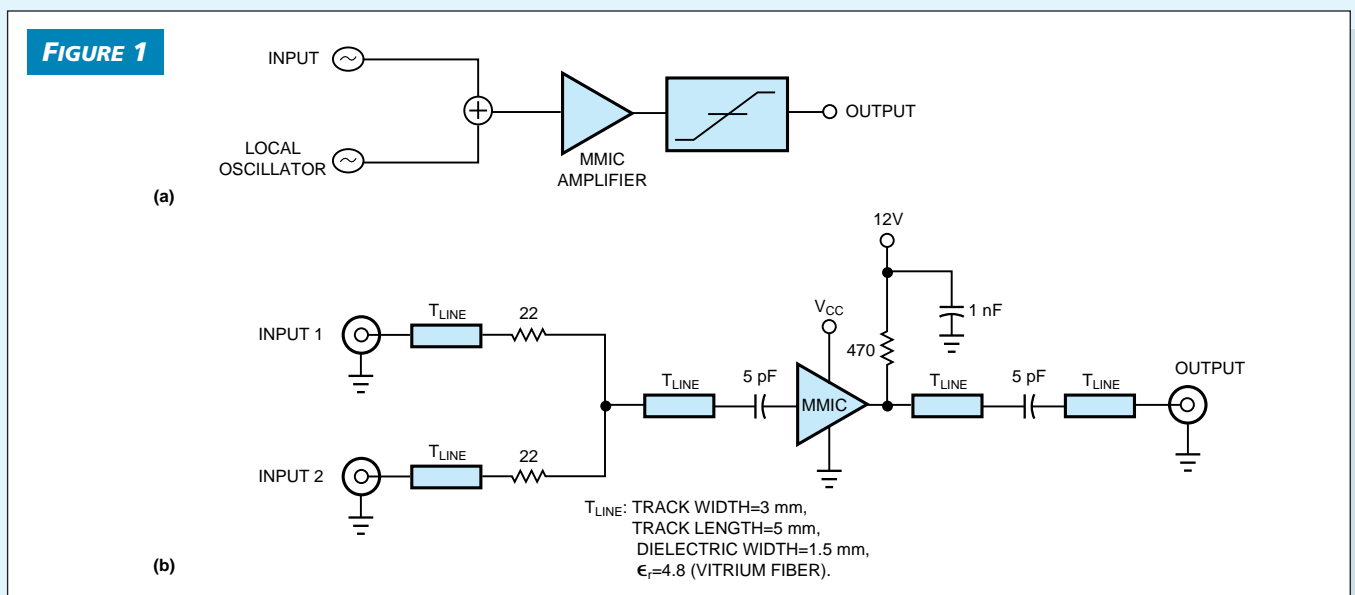 FIGURE 1
INPUT
LOCAL
OSCILLATOR
MMIC
AMPLIFIER
OUTPUT
(a)
12V
1 nF
VCC
470
INPUT 1
TLINE
22
TLINE
5 pF
MMIC
TLINE
5 pF
TLINE
OUTPUT
INPUT 2
TLINE
22
TLINE: TRACK WIDTH=3 mm,
TRACK LENGTH=5 mm,
DIELECTRIC WIDTH=1.5 mm,
ϵr=4.8 (VITRIUM FIBER).
(b)